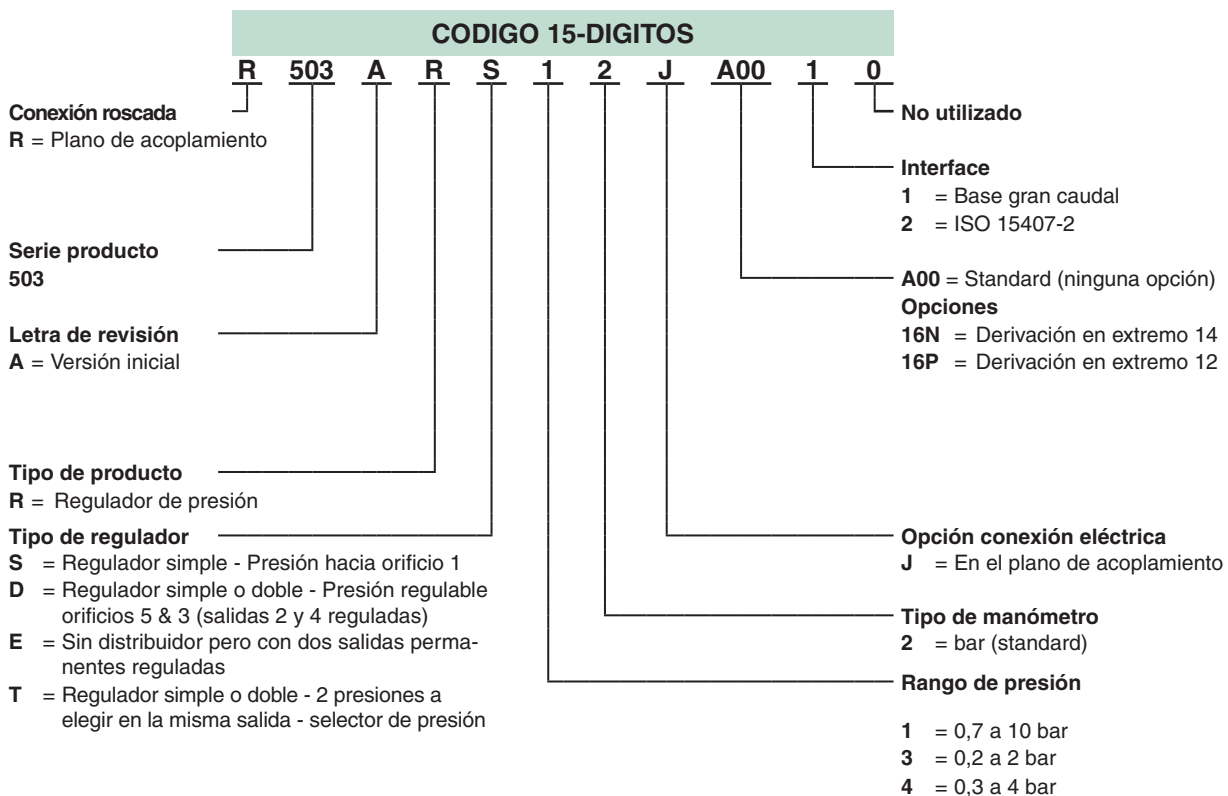 CODIGO 15-DIGITOS
R 503 A R S 1 2 J A00 1 0
Conexión roscada
R = Plano de acoplamiento
Serie producto
503
Letra de revisión
A = Versión inicial
Tipo de producto
R = Regulador de presión
Tipo de regulador
S = Regulador simple - Presión hacia orificio 1
D = Regulador simple o doble - Presión regulable
orificios 5 & 3 (salidas 2 y 4 reguladas)
E = Sin distribuidor pero con dos salidas perma-
nentes reguladas
T = Regulador simple o doble - 2 presiones a
elegir en la misma salida - selector de presión
No utilizado
Interface
1 = Base gran caudal
2 = ISO 15407-2
A00 = Standard (ninguna opción)
Opciones
16N = Derivación en extremo 14
16P = Derivación en extremo 12
Opción conexión eléctrica
J = En el plano de acoplamiento
Tipo de manómetro
2 = bar (standard)
Rango de presión
1 = 0,7 a 10 bar
3 = 0,2 a 2 bar
4 = 0,3 a 4 bar